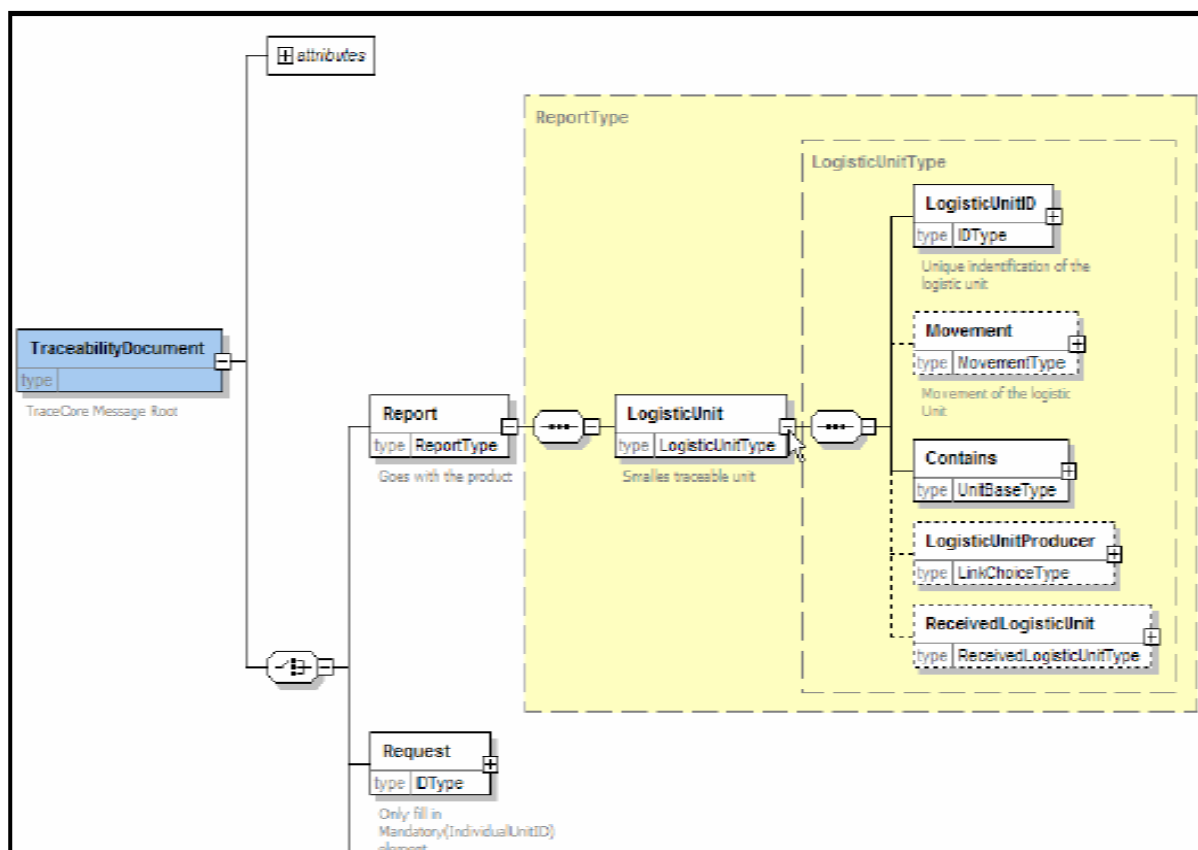 attributes
ReportType
LogisticUnitType
LogisticUnitID
type IDType
Unique indentification of the
logistic unit
Movement
type MovementType
Movement of the logistic
Unit
TraceabilityDocument
type
TraceCore Message Root
Report
type ReportType
Goes with the product
LogisticUnit
type LogisticUnitType
Smalles traceable unit
Contains
type UnitBaseType
LogisticUnitProducer
type LinkChoiceType
ReceivedLogisticUnit
type ReceivedLogisticUnitType
Request
type IDType
Only fill in
Mandatory(IndividualUnitID)
element